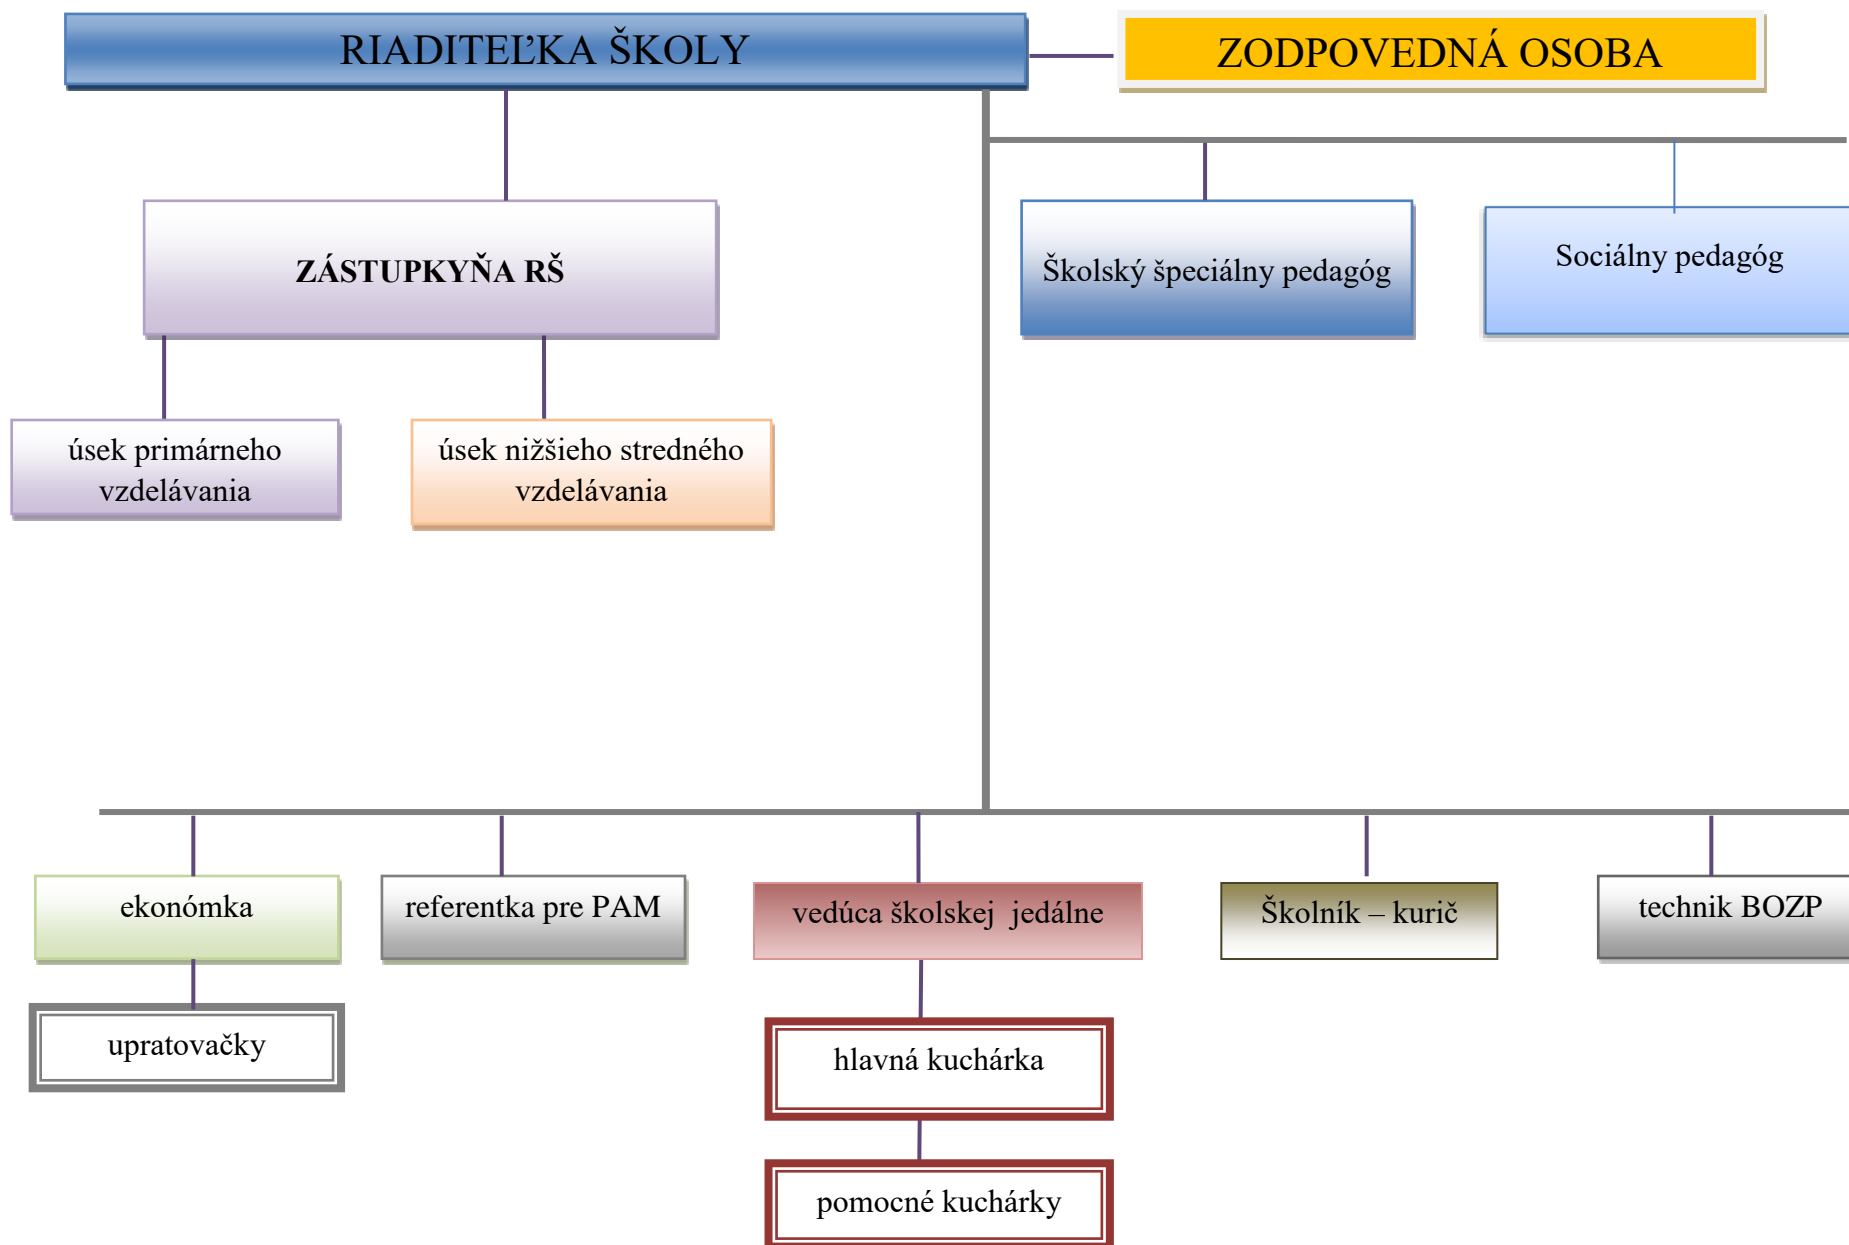 RIADITEĽKA ŠKOLY
ZODPOVEDNÁ OSOBA
ZÁSTUPKYŇA RŠ
Školský špeciálny pedagóg
Sociálny pedagóg
úsek primárneho
vzdelávania
úsek nižšieho stredného
vzdelávania
ekonómka
referentka pre PAM
vedúca školskej jedálne
Školník – kurič
technik BOZP
upratovačky
hlavná kuchárka
pomocné kuchárky